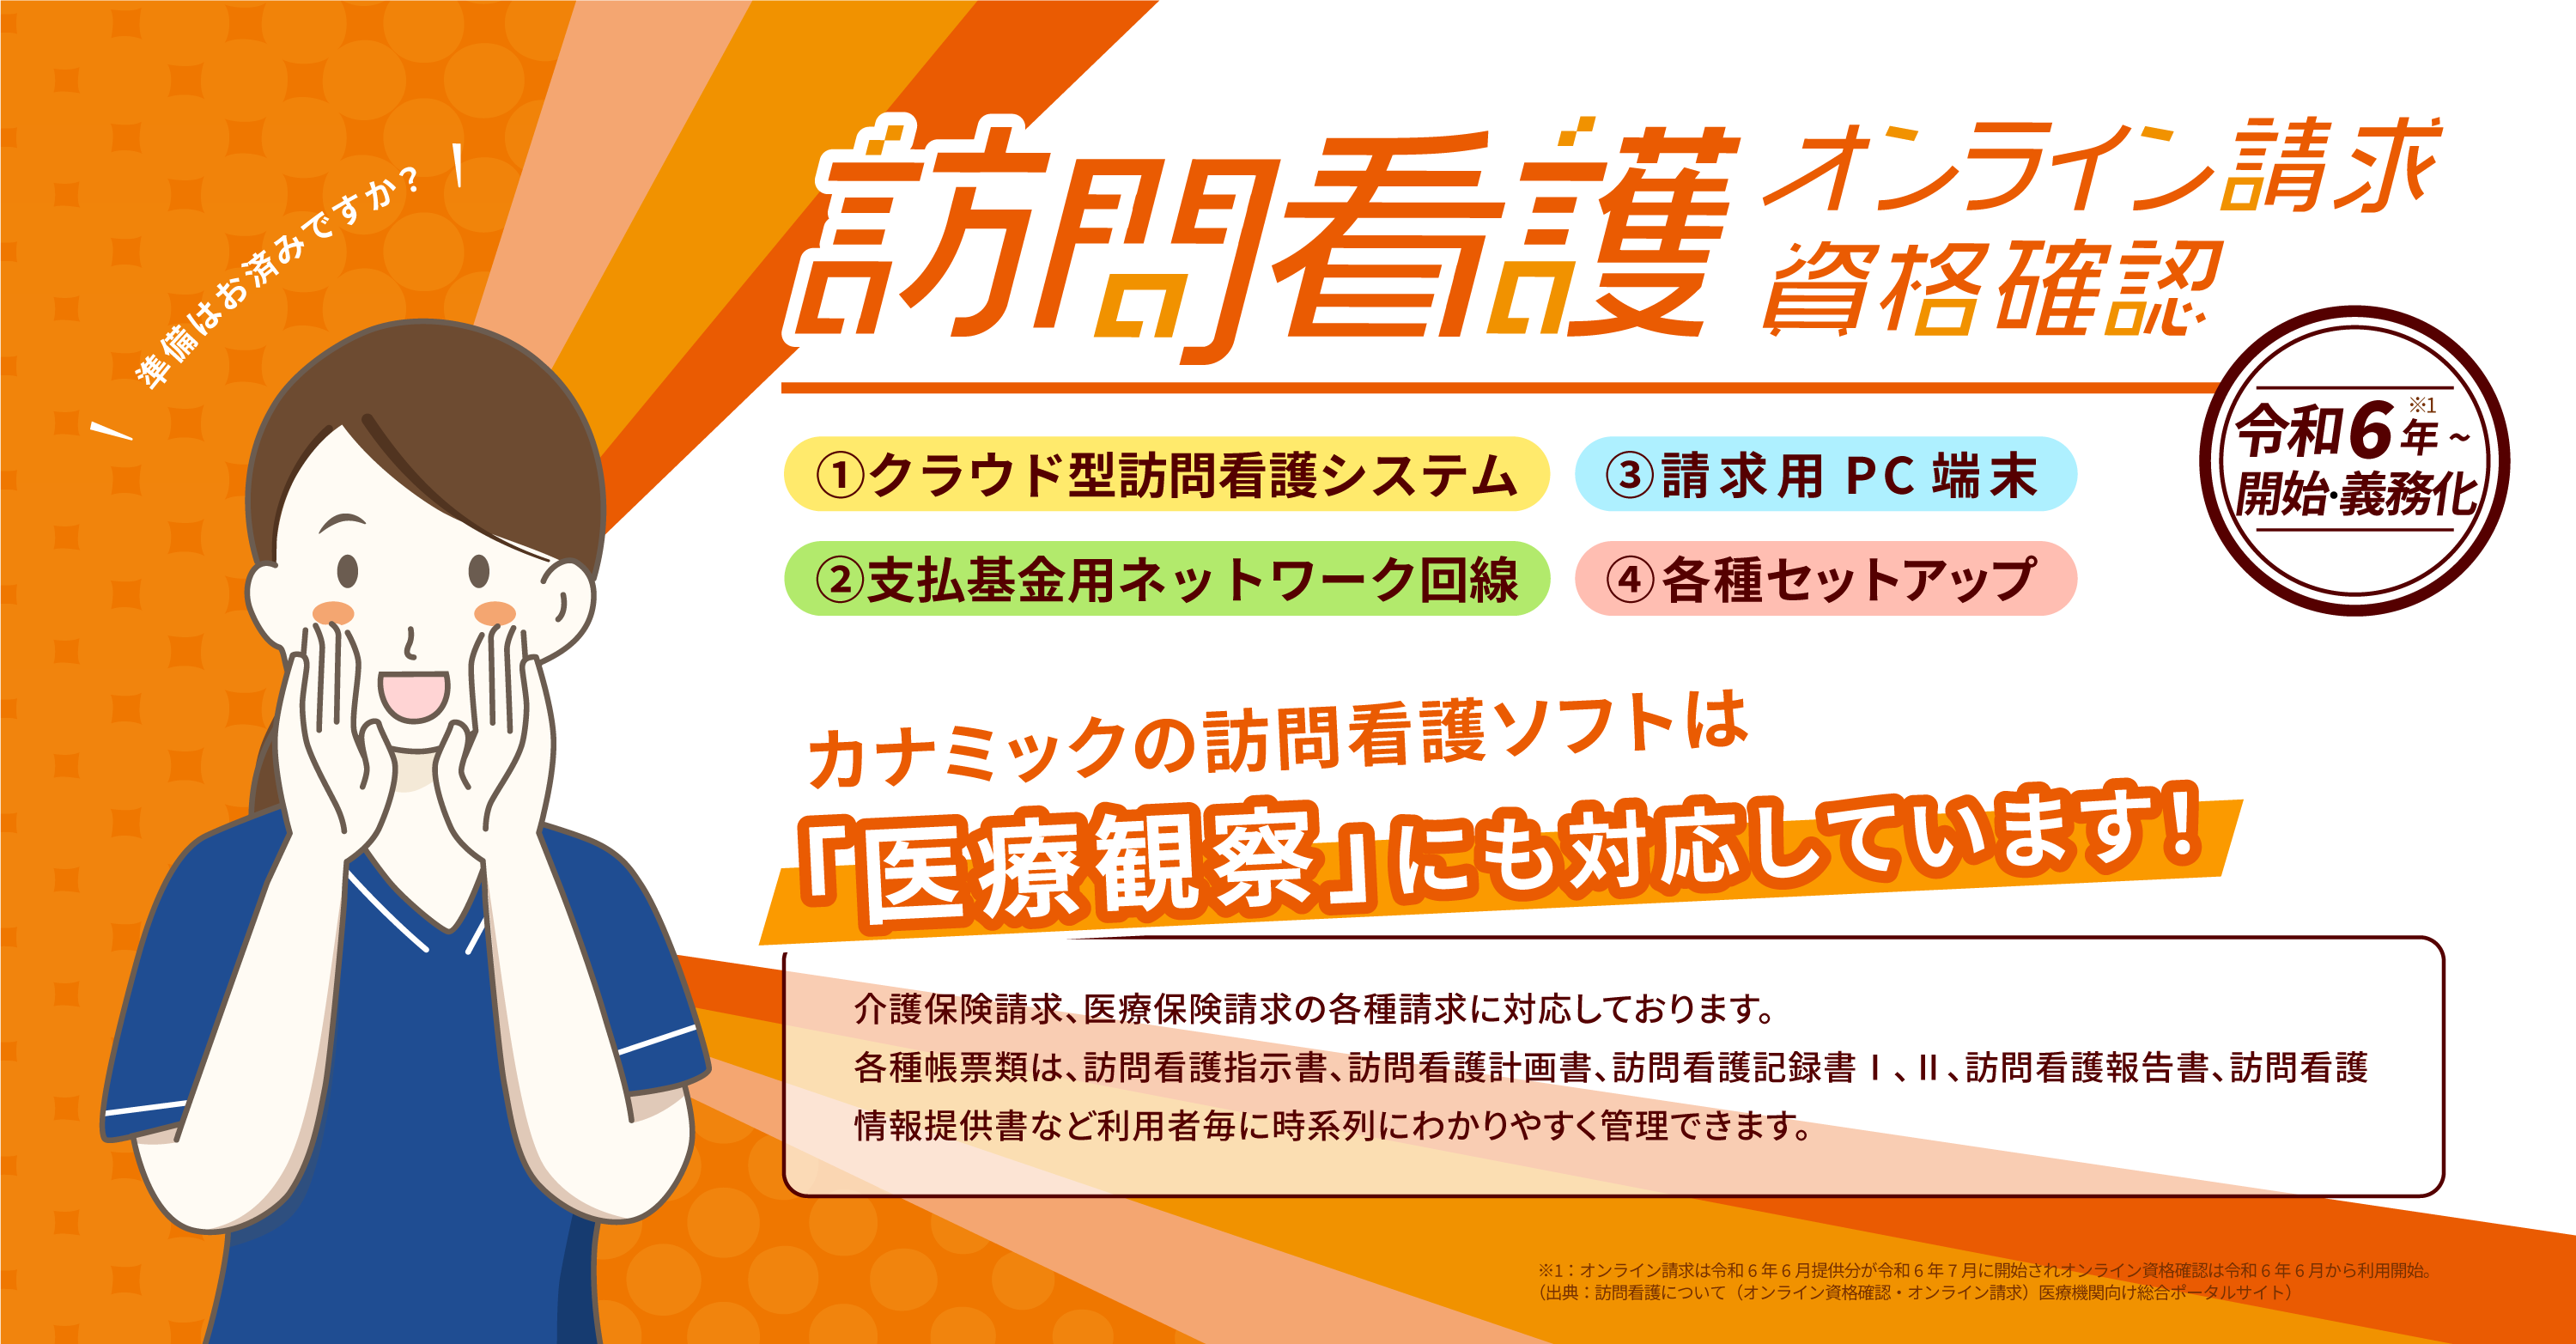 準備はお済みですか？
訪問看護
オンライン請求
資格確認
令和6年～
※1
開始・義務化
①クラウド型訪問看護システム
③請求用PC端末
②支払基金用ネットワーク回線
④各種セットアップ
カナミックの訪問看護ソフトは
「医療観察」にも対応しています！
介護保険請求、医療保険請求の各種請求に対応しております。
各種帳票類は、訪問看護指示書、訪問看護計画書、訪問看護記録書Ⅰ、Ⅱ、訪問看護報告書、訪問看護
情報提供書など利用者毎に時系列にわかりやすく管理できます。
※1：オンライン請求は令和6年6月提供分が令和6年7月に開始されオンライン資格確認は令和6年6月から利用開始。
（出典：訪問看護について（オンライン資格確認・オンライン請求）医療機関向け総合ポータルサイト）